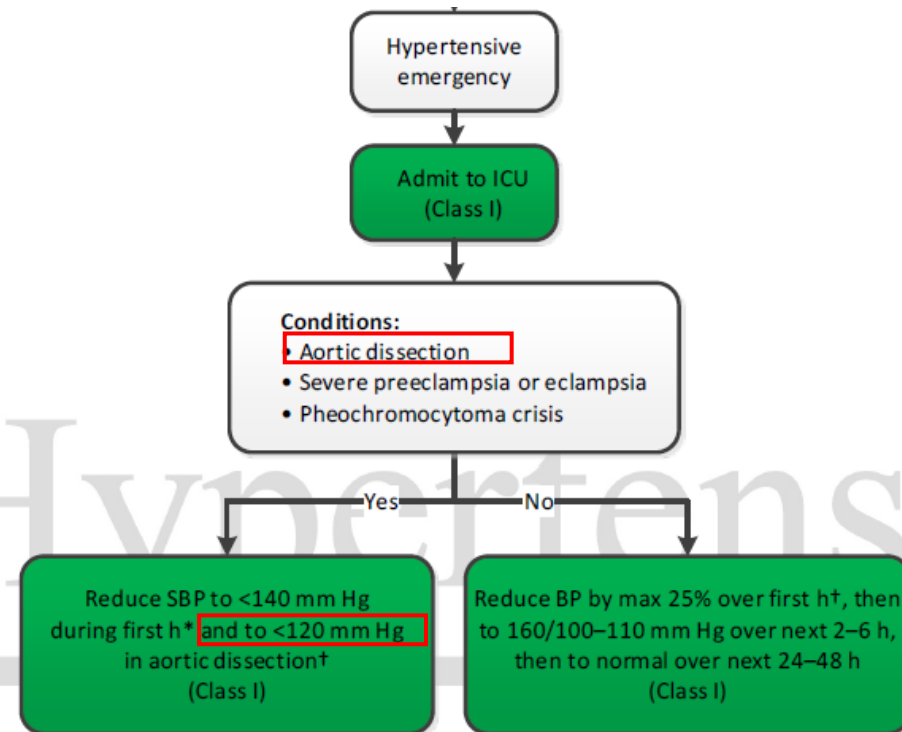 Hypertensive
emergency
Admit to ICU
(Class I)
Conditions:
• Aortic dissection
• Severe preeclampsia or eclampsia
• Pheochromocytoma crisis
Hypertens
Yes
No
Reduce SBP to <140 mm Hg
during first h* and to <120 mm Hg
in aortic dissection†
(Class I)
Reduce BP by max 25% over first h†, then
to 160/100–110 mm Hg over next 2–6 h,
then to normal over next 24–48 h
(Class I)